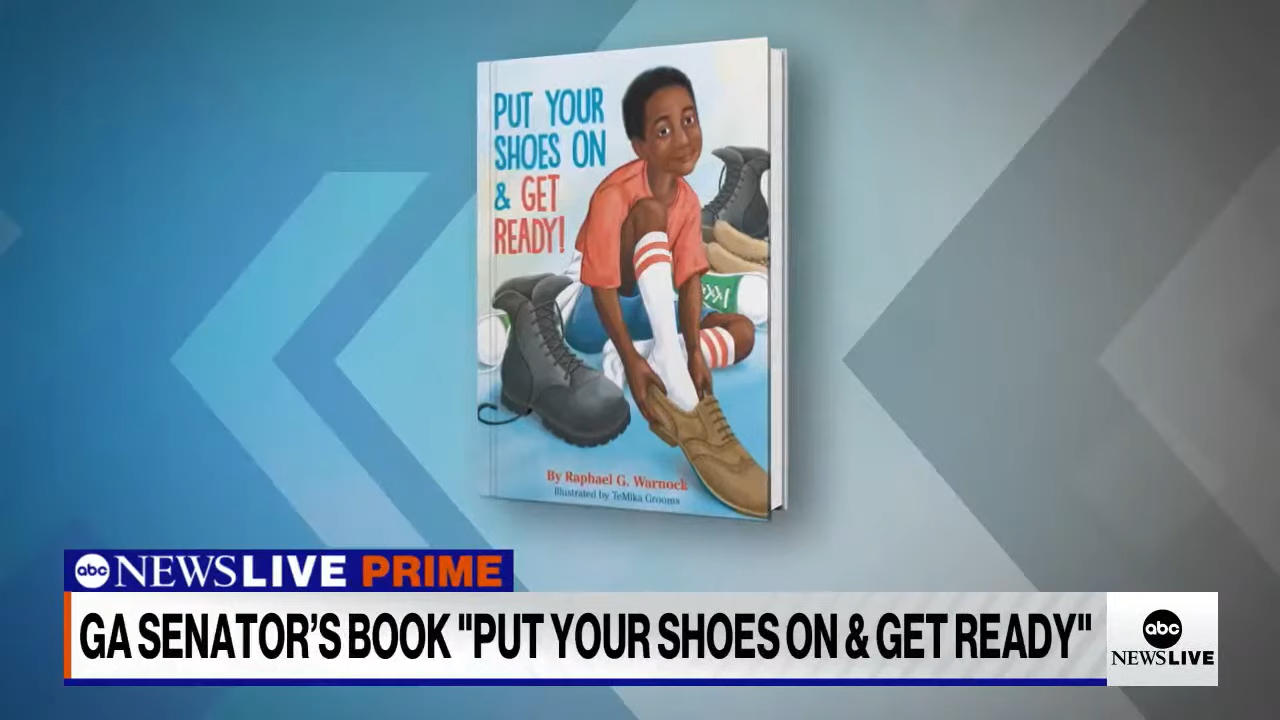 PUT YOUR
SHOES ON
& GET
READY!
By Raphael G. Warnock
Illustrated by TeMika Grooms
abc NEWS LIVE PRIME
GA SENATOR'S BOOK "PUT YOUR SHOES ON & GET READY"
abc
NEWS LIVE